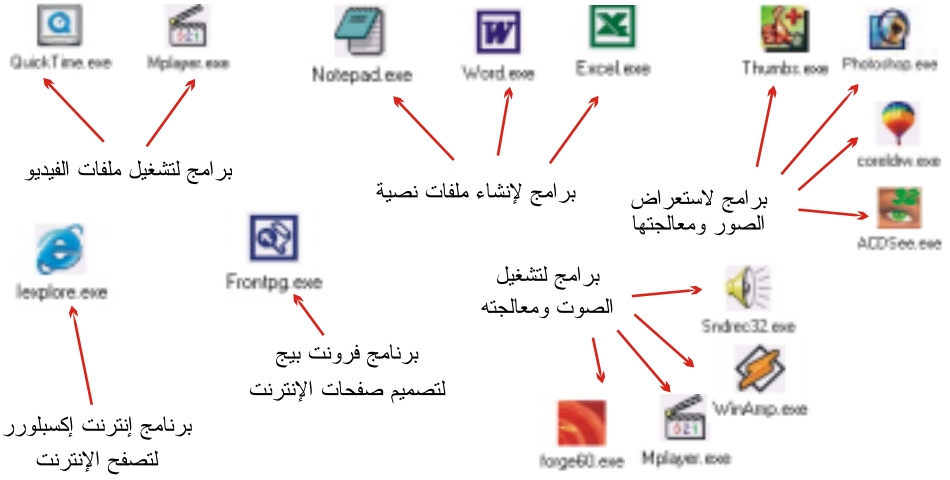 QuickTime.exe
Mplayer.exe
Notepad.exe
Word.exe
Excel.exe
Thumbs.exe
Photoshop.exe
coreldrw.exe
ACDSee.exe
برامج لتشغيل ملفات الفيديو
برامج لإنشاء ملفات نصية
برامج لاستعراض
الصور ومعالجتها
Iexplore.exe
Frontpg.exe
برامج لتشغيل
الصوت ومعالجته
Sndrec32.exe
WinAmp.exe
Mplayer.exe
forge60.exe
برنامج فرونت بيج
لتصميم صفحات الإنترنت
برنامج إنترنت إكسبلورر
لتصفح الإنترنت